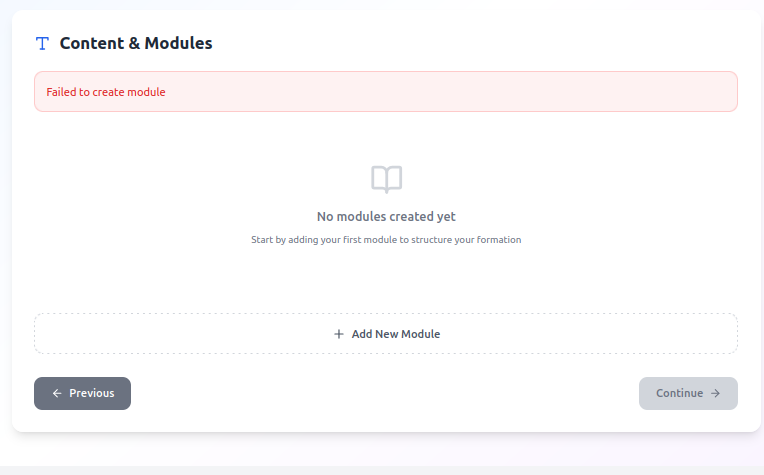 Content & Modules
Failed to create module
No modules created yet
Start by adding your first module to structure your formation
Add New Module
Previous
Continue